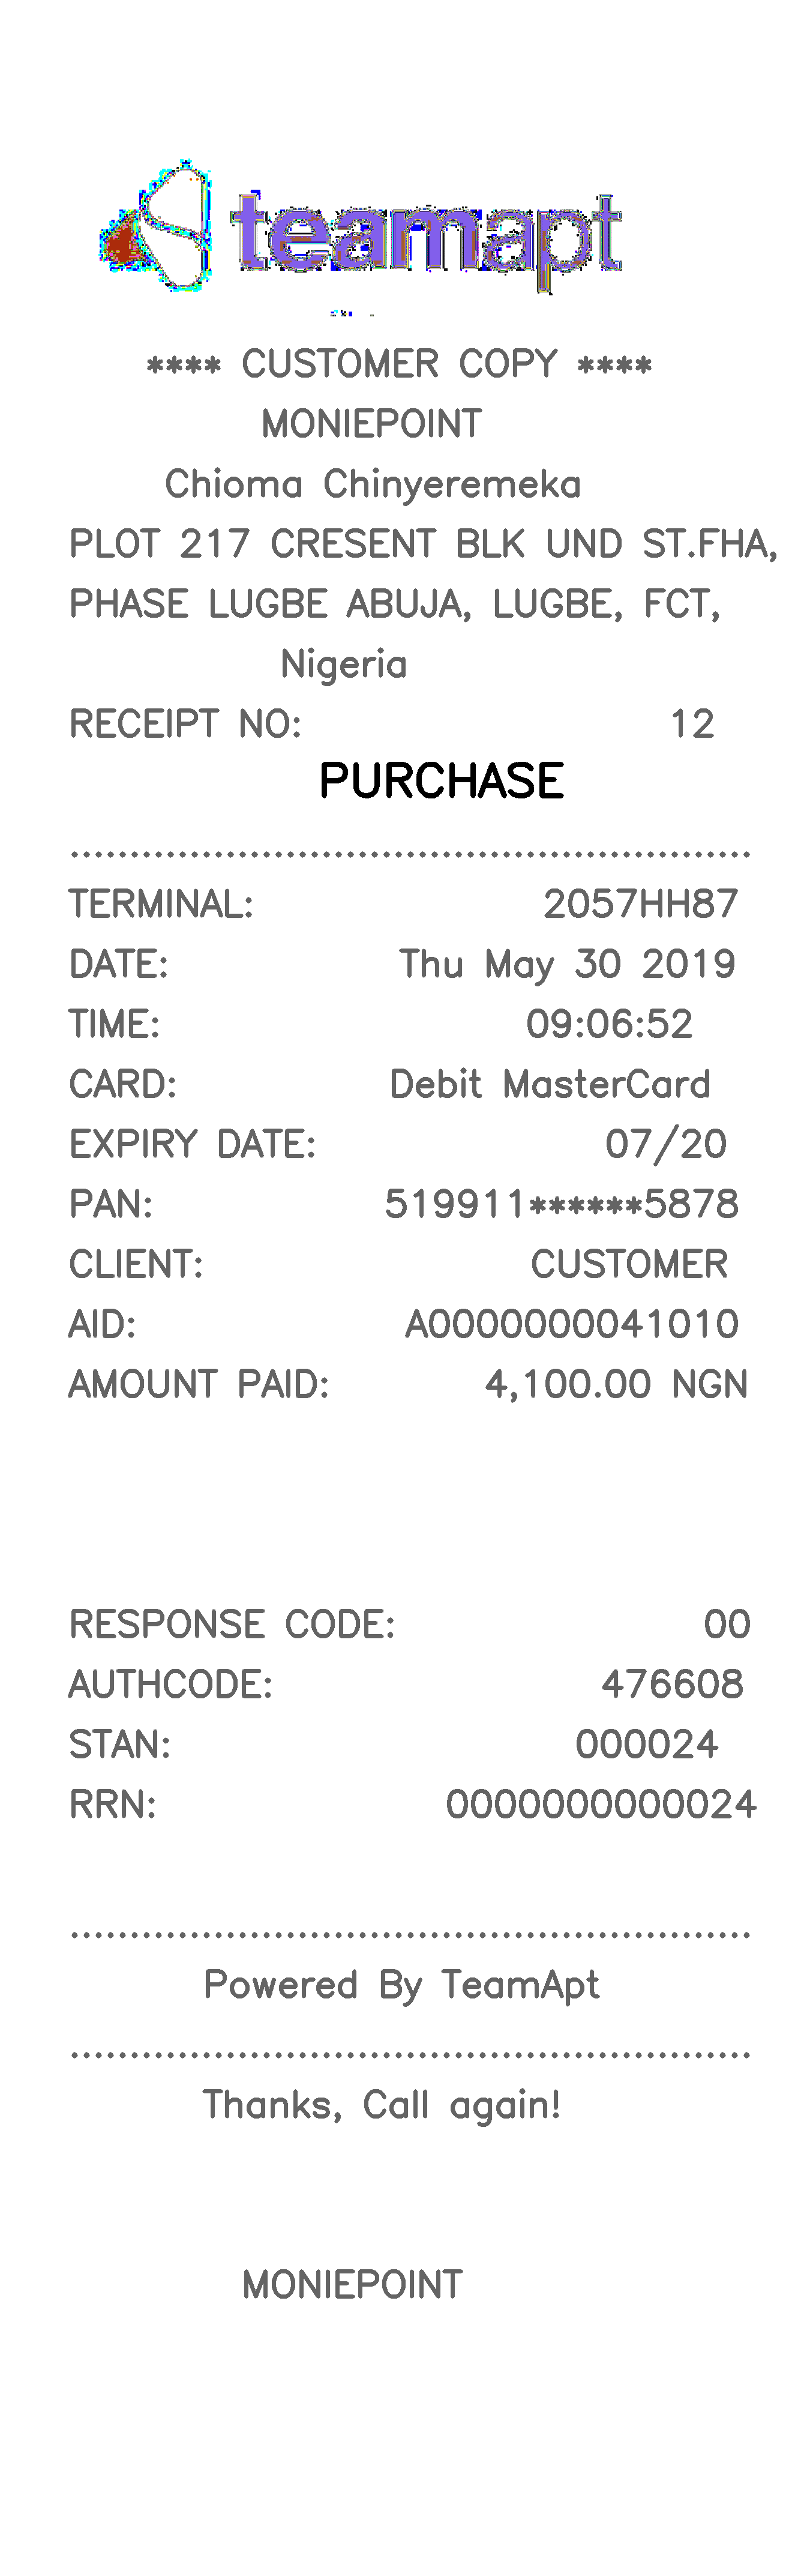 teamapt
**** CUSTOMER COPY ****
MONIEPOINT
Chioma Chinyeremeka
PLOT 217 CRESENT BLK UND ST.FHA,
PHASE LUGBE ABUJA, LUGBE, FCT,
Nigeria
RECEIPT NO: 12
PURCHASE
.........................................................
TERMINAL: 2057HH87
DATE: Thu May 30 2019
TIME: 09:06:52
CARD: Debit MasterCard
EXPIRY DATE: 07/20
PAN: 519911******5878
CLIENT: CUSTOMER
AID: A0000000041010
AMOUNT PAID: 4,100.00 NGN
RESPONSE CODE: 00
AUTHCODE: 476608
STAN: 000024
RRN: 0000000000024
.........................................................
Powered By TeamApt
.........................................................
Thanks, Call again!
MONIEPOINT